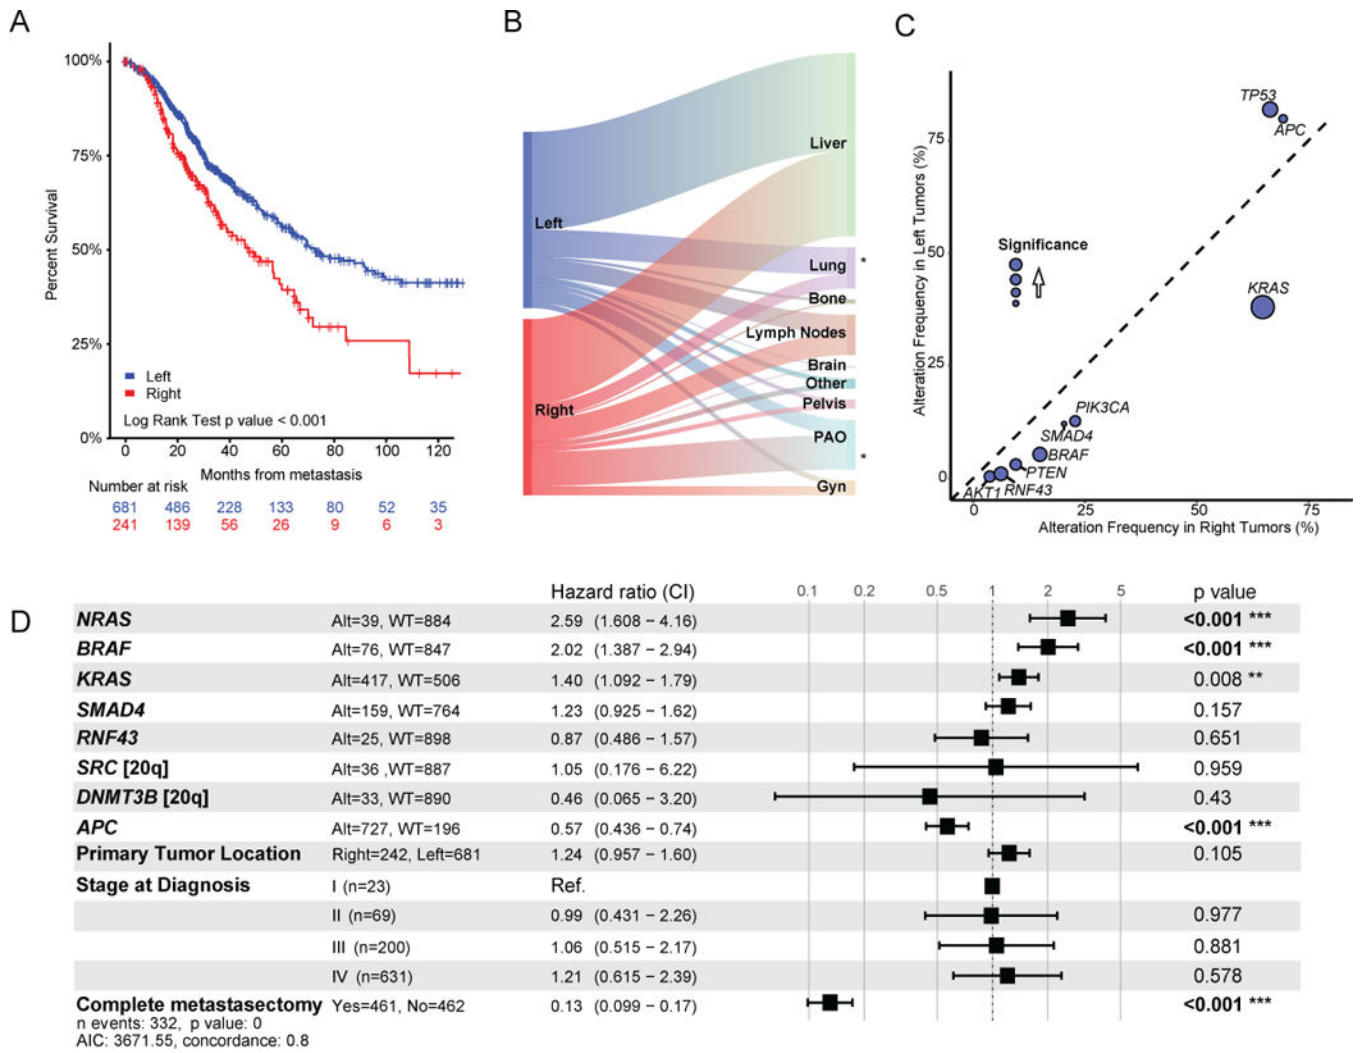 A
100%
75%
50%
25%
0%
Percent Survival
Left
Right
Log Rank Test p value < 0.001
0 20 40 60 80 100 120
Months from metastasis
Number at risk
681 486 228 133 80 52 35
241 139 56 26 9 6 3
B
Left
Right
Liver
Lung *
Bone
Lymph Nodes
Brain
Other
Pelvis
PAO
*
Gyn
C
Alteration Frequency in Left Tumors (%)
75
50
25
0
TP53
APC
Significance
KRAS
PIK3CA
SMAD4
BRAF
PTEN
AKT1 RNF43
0 25 50 75
Alteration Frequency in Right Tumors (%)
D
Hazard ratio (CI) 0.1 0.2 0.5 1 2 5 p value
NRAS Alt=39, WT=884 2.59 (1.608 – 4.16) <0.001 ***
BRAF Alt=76, WT=847 2.02 (1.387 – 2.94) <0.001 ***
KRAS Alt=417, WT=506 1.40 (1.092 – 1.79) 0.008 **
SMAD4 Alt=159, WT=764 1.23 (0.925 – 1.62) 0.157
RNF43 Alt=25, WT=898 0.87 (0.486 – 1.57) 0.651
SRC [20q] Alt=36 ,WT=887 1.05 (0.176 – 6.22) 0.959
DNMT3B [20q] Alt=33, WT=890 0.46 (0.065 – 3.20) 0.43
APC Alt=727, WT=196 0.57 (0.436 – 0.74) <0.001 ***
Primary Tumor Location Right=242, Left=681 1.24 (0.957 – 1.60) 0.105
Stage at Diagnosis I (n=23) Ref.
II (n=69) 0.99 (0.431 – 2.26) 0.977
III (n=200) 1.06 (0.515 – 2.17) 0.881
IV (n=631) 1.21 (0.615 – 2.39) 0.578
Complete metastasectomy Yes=461, No=462 0.13 (0.099 – 0.17) <0.001 ***
n events: 332, p value: 0
AIC: 3671.55, concordance: 0.8